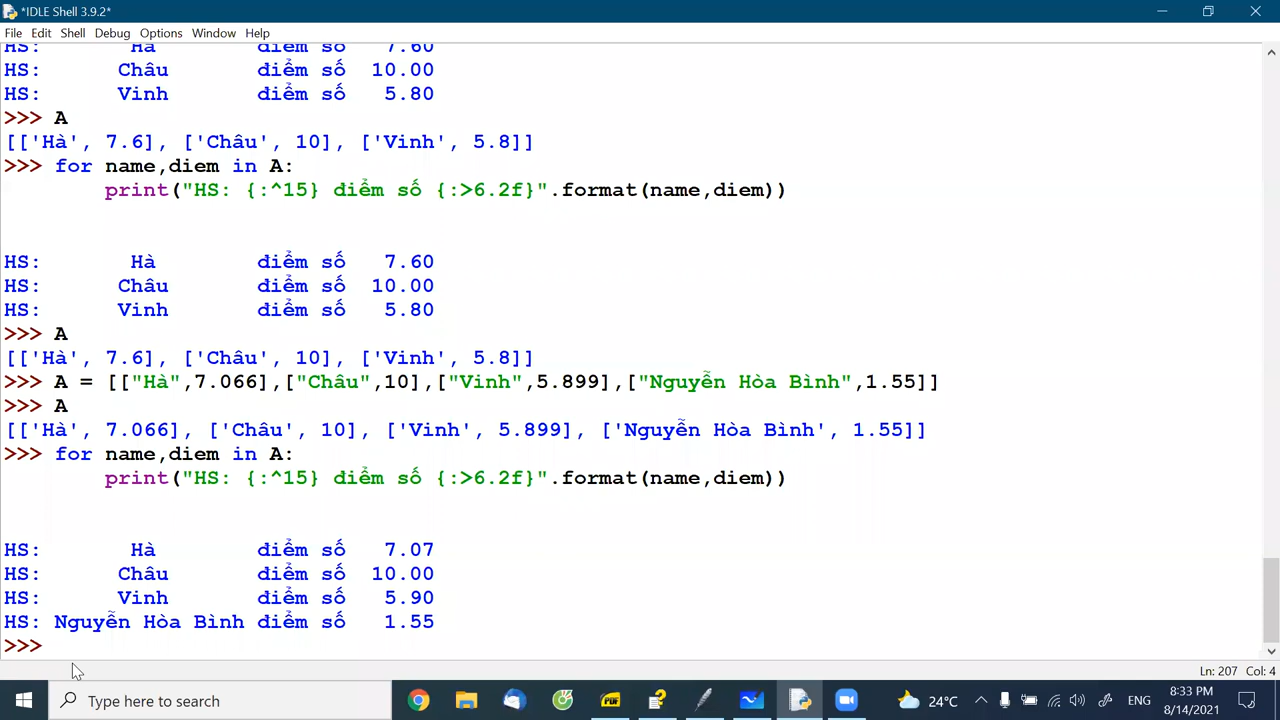 *IDLE Shell 3.9.2*
File Edit Shell Debug Options Window Help
HS:        Hà        điểm số   7.60
HS:      Châu       điểm số  10.00
HS:      Vinh       điểm số   5.80
>>> A
[['Hà', 7.6], ['Châu', 10], ['Vinh', 5.8]]
>>> for name,diem in A:
        print("HS: {:^15} điểm số {:>6.2f}".format(name,diem))
HS:       Hà        điểm số   7.60
HS:      Châu       điểm số  10.00
HS:      Vinh       điểm số   5.80
>>> A
[['Hà', 7.6], ['Châu', 10], ['Vinh', 5.8]]
>>> A = [["Hà",7.066],["Châu",10],["Vinh",5.899],["Nguyễn Hòa Bình",1.55]]
>>> A
[['Hà', 7.066], ['Châu', 10], ['Vinh', 5.899], ['Nguyễn Hòa Bình', 1.55]]
>>> for name,diem in A:
        print("HS: {:^15} điểm số {:>6.2f}".format(name,diem))
HS:       Hà        điểm số   7.07
HS:      Châu       điểm số  10.00
HS:      Vinh       điểm số   5.90
HS: Nguyễn Hòa Bình điểm số   1.55
>>>
Ln: 207 Col: 4
Type here to search
PDF
24°C
ENG
8:33 PM
8/14/2021